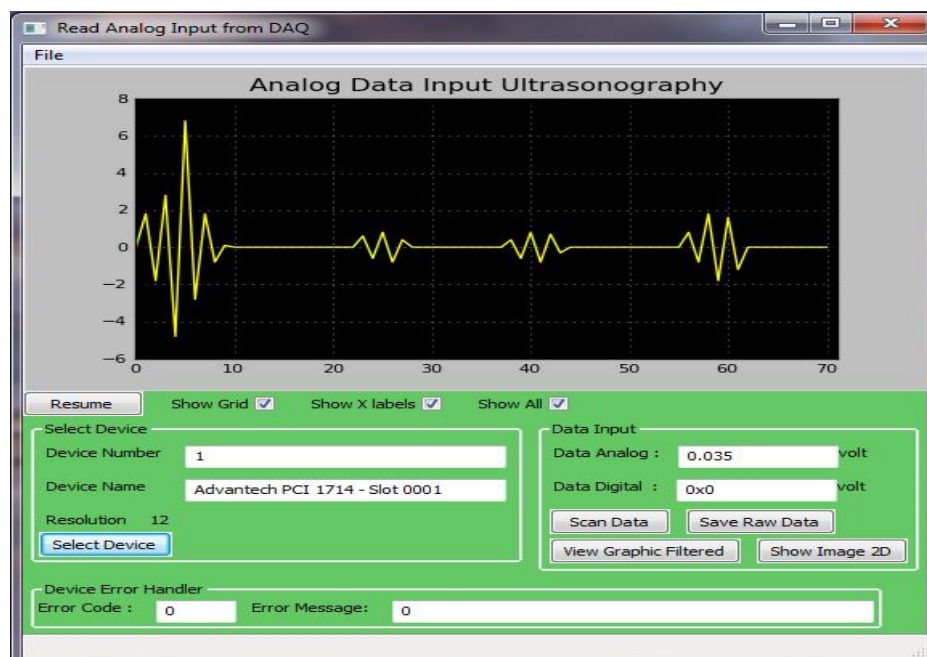 Read Analog Input from DAQ
File
Analog Data Input Ultrasonography
8
6
4
2
0
−2
−4
−6
0 10 20 30 40 50 60 70
Resume Show Grid Show X labels Show All
Select Device
Device Number 1
Device Name Advantech PCI 1714 - Slot 0001
Resolution 12
Select Device
Data Input
Data Analog : 0.035 volt
Data Digital : 0x0 volt
Scan Data Save Raw Data
View Graphic Filtered Show Image 2D
Device Error Handler
Error Code : 0 Error Message: 0